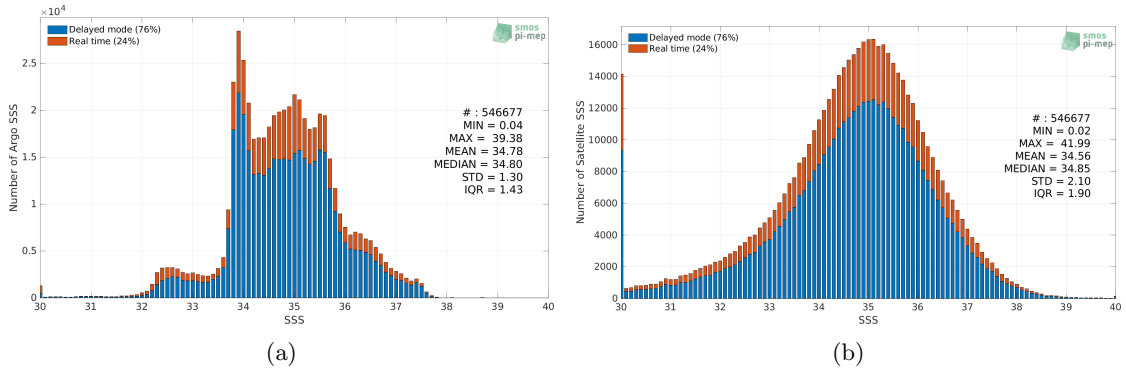 ×10⁴
Delayed mode (76%)
Real time (24%)
smos
pi-mep
Number of Argo SSS
2.5
2
1.5
1
0.5
0
# : 546677
MIN = 0.04
MAX = 39.38
MEAN = 34.78
MEDIAN = 34.80
STD = 1.30
IQR = 1.43
30 31 32 33 34 35 36 37 38 39 40
SSS
(a)
Delayed mode (76%)
Real time (24%)
smos
pi-mep
Number of Satellite SSS
16000
14000
12000
10000
8000
6000
4000
2000
0
# : 546677
MIN = 0.02
MAX = 41.99
MEAN = 34.56
MEDIAN = 34.85
STD = 2.10
IQR = 1.90
30 31 32 33 34 35 36 37 38 39 40
SSS
(b)